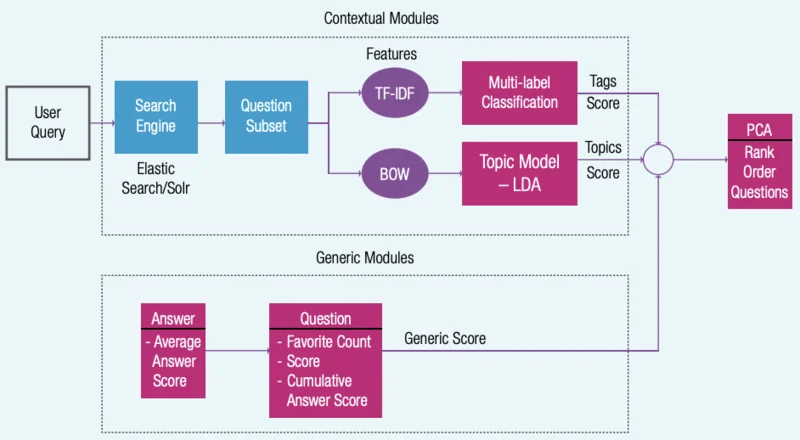 Contextual Modules
Features
User
Query
Search
Engine
Elastic
Search/Solr
Question
Subset
TF-IDF
BOW
Multi-label
Classification
Topic Model
– LDA
Tags
Score
Topics
Score
PCA
Rank
Order
Questions
Generic Modules
Answer
- Average
Answer
Score
Question
- Favorite Count
- Score
- Cumulative
Answer Score
Generic Score